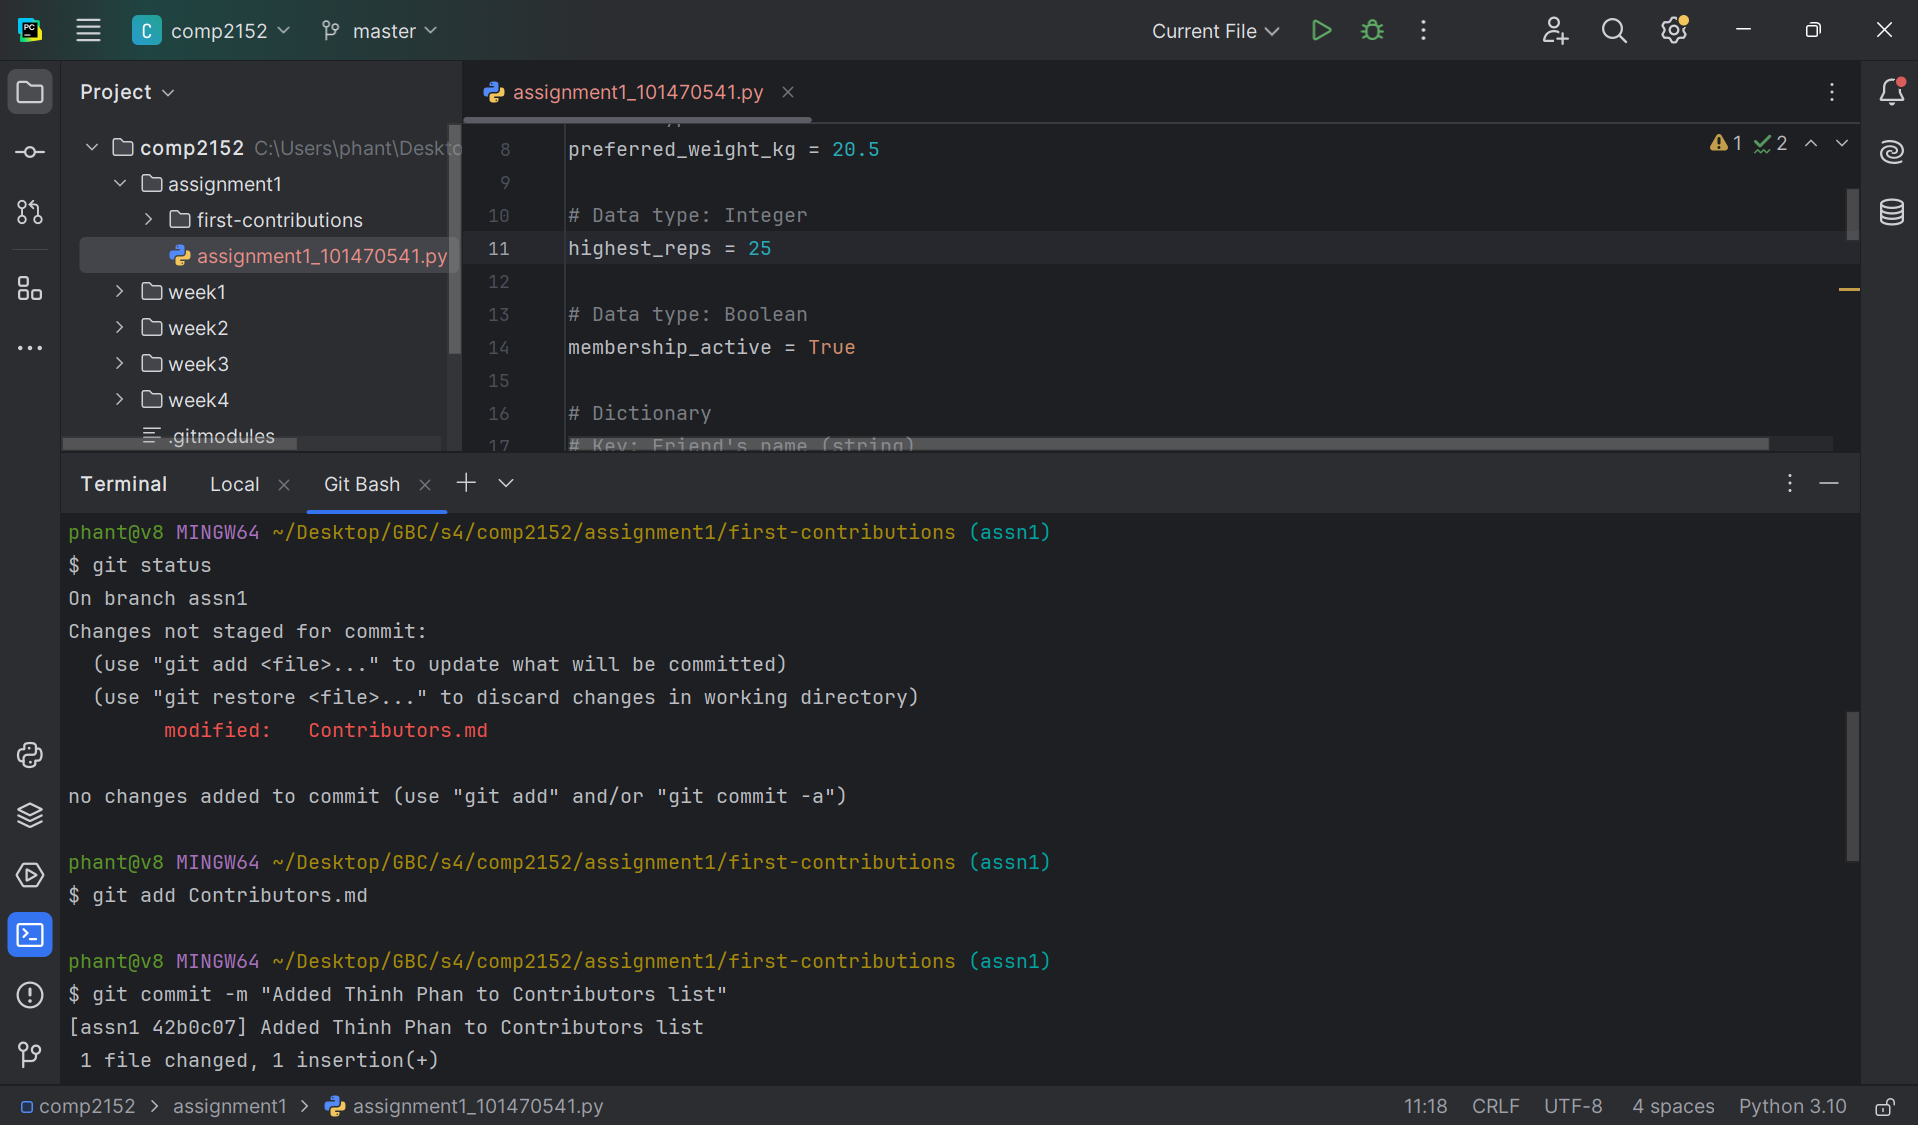 PC
C comp2152
master
Current File
Project
assignment1_101470541.py
comp2152 C:\Users\phant\Deskto
assignment1
first-contributions
assignment1_101470541.py
week1
week2
week3
week4
.gitmodules
8 preferred_weight_kg = 20.5
9
10 # Data type: Integer
11 highest_reps = 25
12
13 # Data type: Boolean
14 membership_active = True
15
16 # Dictionary
17 # Key: Friend's name (string)
1 2
Terminal Local Git Bash
phant@v8 MINGW64 ~/Desktop/GBC/s4/comp2152/assignment1/first-contributions (assn1)
$ git status
On branch assn1
Changes not staged for commit:
(use "git add <file>..." to update what will be committed)
(use "git restore <file>..." to discard changes in working directory)
modified: Contributors.md
no changes added to commit (use "git add" and/or "git commit -a")
phant@v8 MINGW64 ~/Desktop/GBC/s4/comp2152/assignment1/first-contributions (assn1)
$ git add Contributors.md
phant@v8 MINGW64 ~/Desktop/GBC/s4/comp2152/assignment1/first-contributions (assn1)
$ git commit -m "Added Thinh Phan to Contributors list"
[assn1 42b0c07] Added Thinh Phan to Contributors list
1 file changed, 1 insertion(+)
comp2152 > assignment1 > assignment1_101470541.py
11:18 CRLF UTF-8 4 spaces Python 3.10